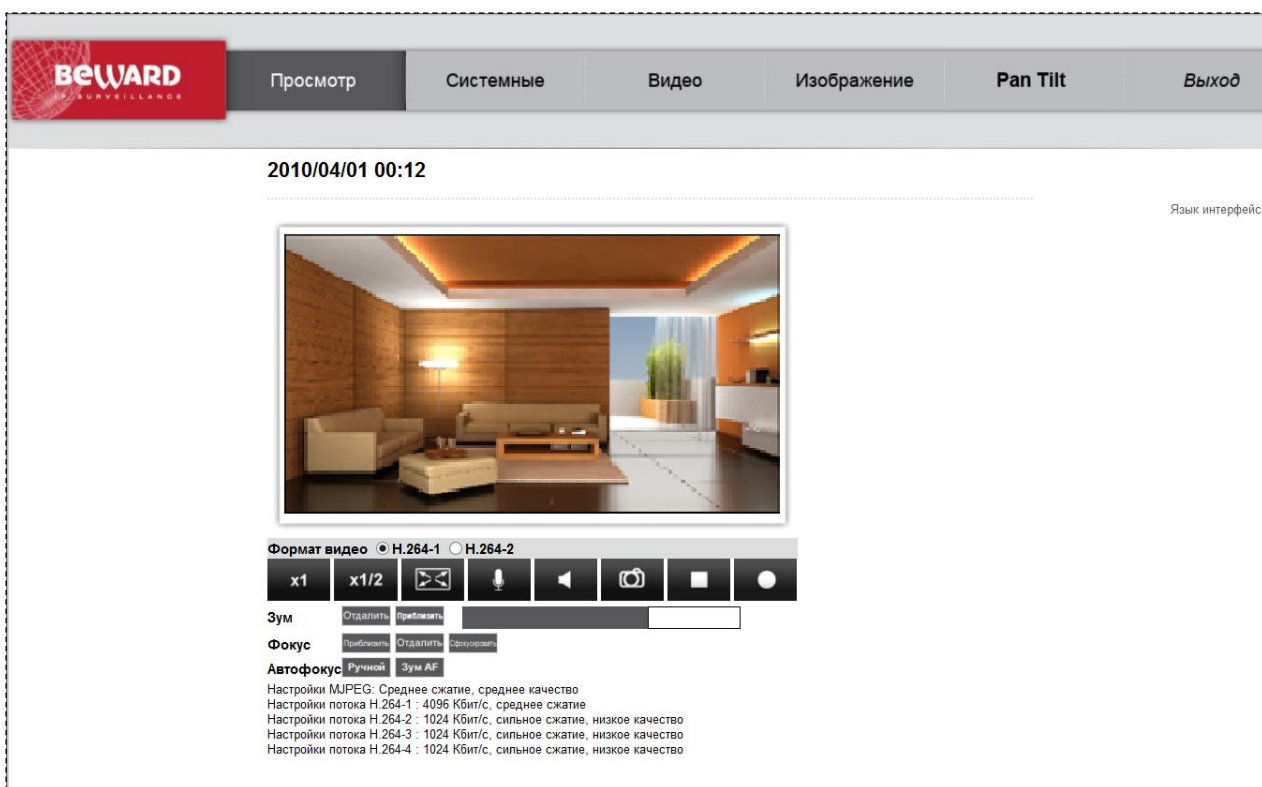 BEWARD
IP SURVEILLANCE
Просмотр Системные Видео Изображение Pan Tilt Выход
2010/04/01 00:12
Язык интерфейс
Формат видео H.264-1 H.264-2
x1 x1/2
Зум Отдалить Приблизить
Фокус Приблизить Отдалить Сфокусировать
Автофокус Ручной Зум AF
Настройки MJPEG: Среднее сжатие, среднее качество
Настройки потока H.264-1 : 4096 Кбит/с, среднее сжатие
Настройки потока H.264-2 : 1024 Кбит/с, сильное сжатие, низкое качество
Настройки потока H.264-3 : 1024 Кбит/с, сильное сжатие, низкое качество
Настройки потока H.264-4 : 1024 Кбит/с, сильное сжатие, низкое качество